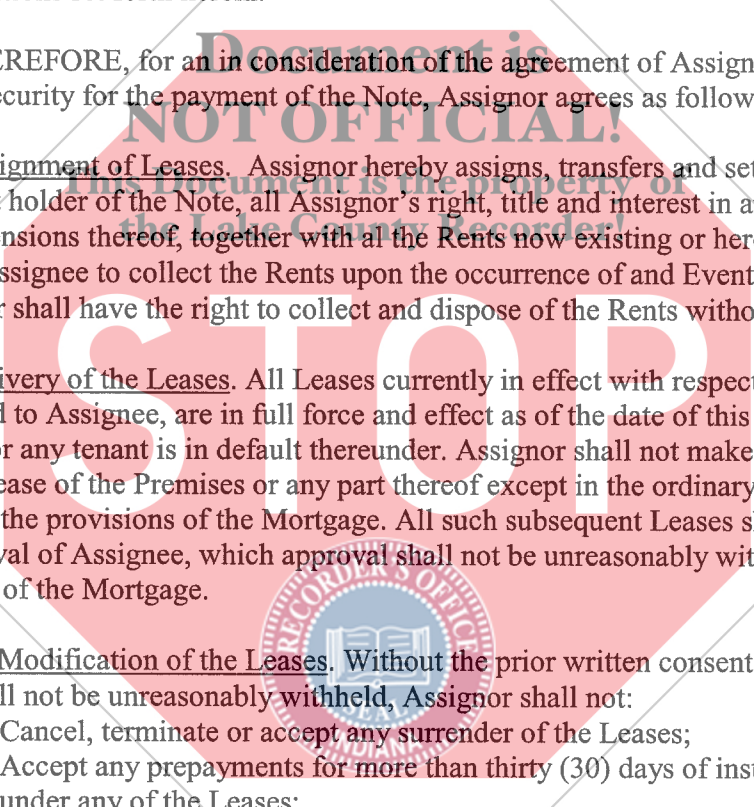 EREFORE, for an in consideration of the agreement of Assign
ecurity for the payment of the Note, Assignor agrees as follow
ignment of Leases. Assignor hereby assigns, transfers and set
holder of the Note, all Assignor's right, title and interest in a
ensions thereof, together with al the Rents now existing or her
ssignee to collect the Rents upon the occurrence of and Event
r shall have the right to collect and dispose of the Rents witho
ivery of the Leases. All Leases currently in effect with respect
d to Assignee, are in full force and effect as of the date of this
or any tenant is in default thereunder. Assignor shall not make
ease of the Premises or any part thereof except in the ordinary
the provisions of the Mortgage. All such subsequent Leases s
val of Assignee, which approval shall not be unreasonably wit
of the Mortgage.
Modification of the Leases. Without the prior written consent
ll not be unreasonably withheld, Assignor shall not:
Cancel, terminate or accept any surrender of the Leases;
Accept any prepayments for more than thirty (30) days of inst
under any of the Leases;
Document is
NOT OFFICIAL!
This Document is the property of
the Lake County Recorder!
STOP
RECORDER'S OFFICE
SEAL
INDIANA